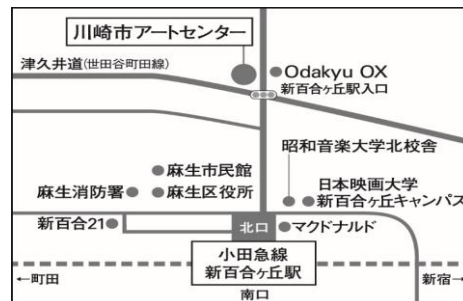 川崎市アートセンター
津久井道(世田谷町田線)
Odakyu OX
新百合ヶ丘駅入口
昭和音楽大学北校舎
麻生市民館
麻生消防署
麻生区役所
日本映画大学
新百合ヶ丘キャンパス
新百合21
北口
マクドナルド
小田急線
新百合ヶ丘駅
←町田
新宿→
南口